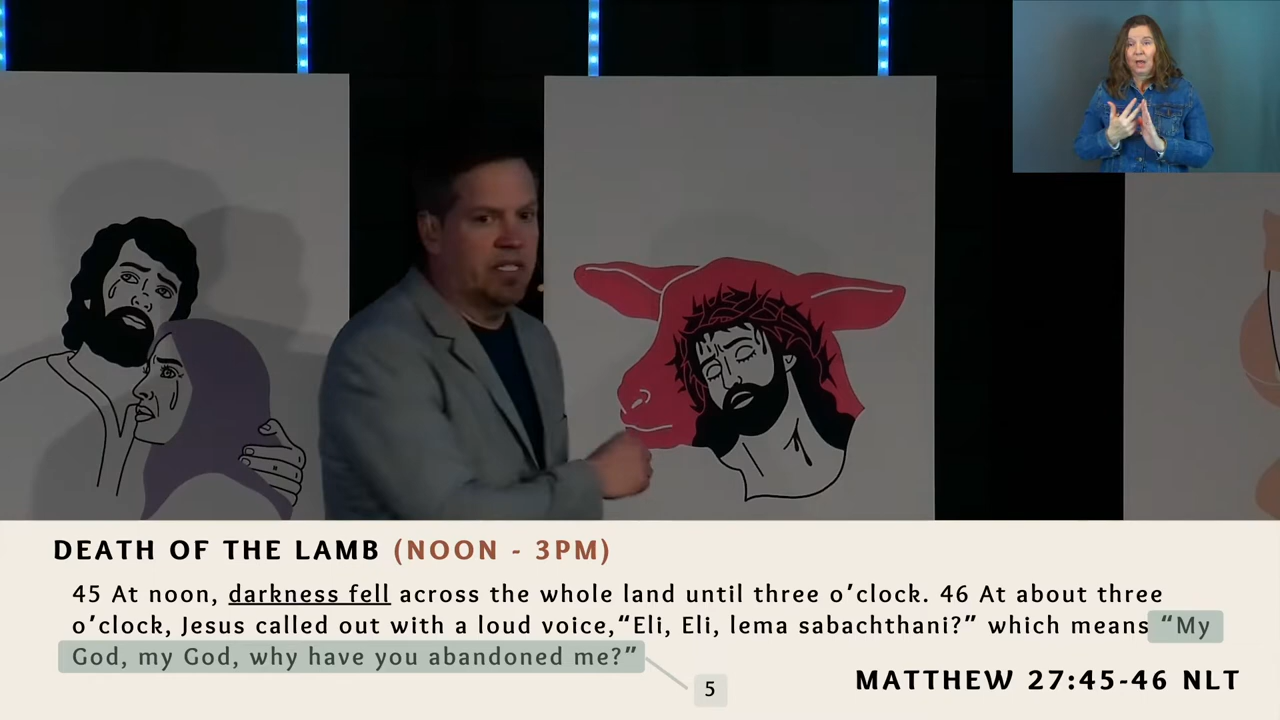 DEATH OF THE LAMB (NOON - 3PM)
45 At noon, darkness fell across the whole land until three o’clock. 46 At about three
o’clock, Jesus called out with a loud voice,“Eli, Eli, lema sabachthani?” which means “My
God, my God, why have you abandoned me?”
5
MATTHEW 27:45-46 NLT